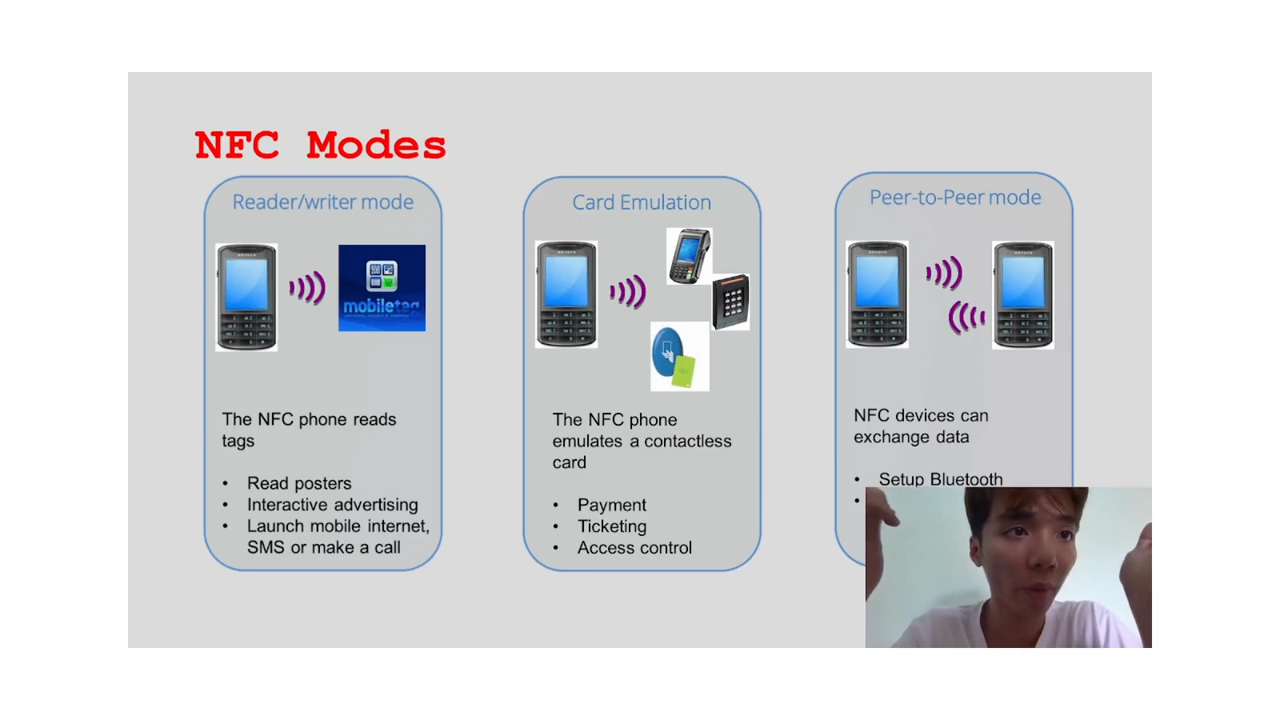 NFC Modes
Reader/writer mode
mobiletag
The NFC phone reads
tags
• Read posters
• Interactive advertising
• Launch mobile internet,
SMS or make a call
Card Emulation
The NFC phone
emulates a contactless
card
• Payment
• Ticketing
• Access control
Peer-to-Peer mode
NFC devices can
exchange data
• Setup Bluetooth
•